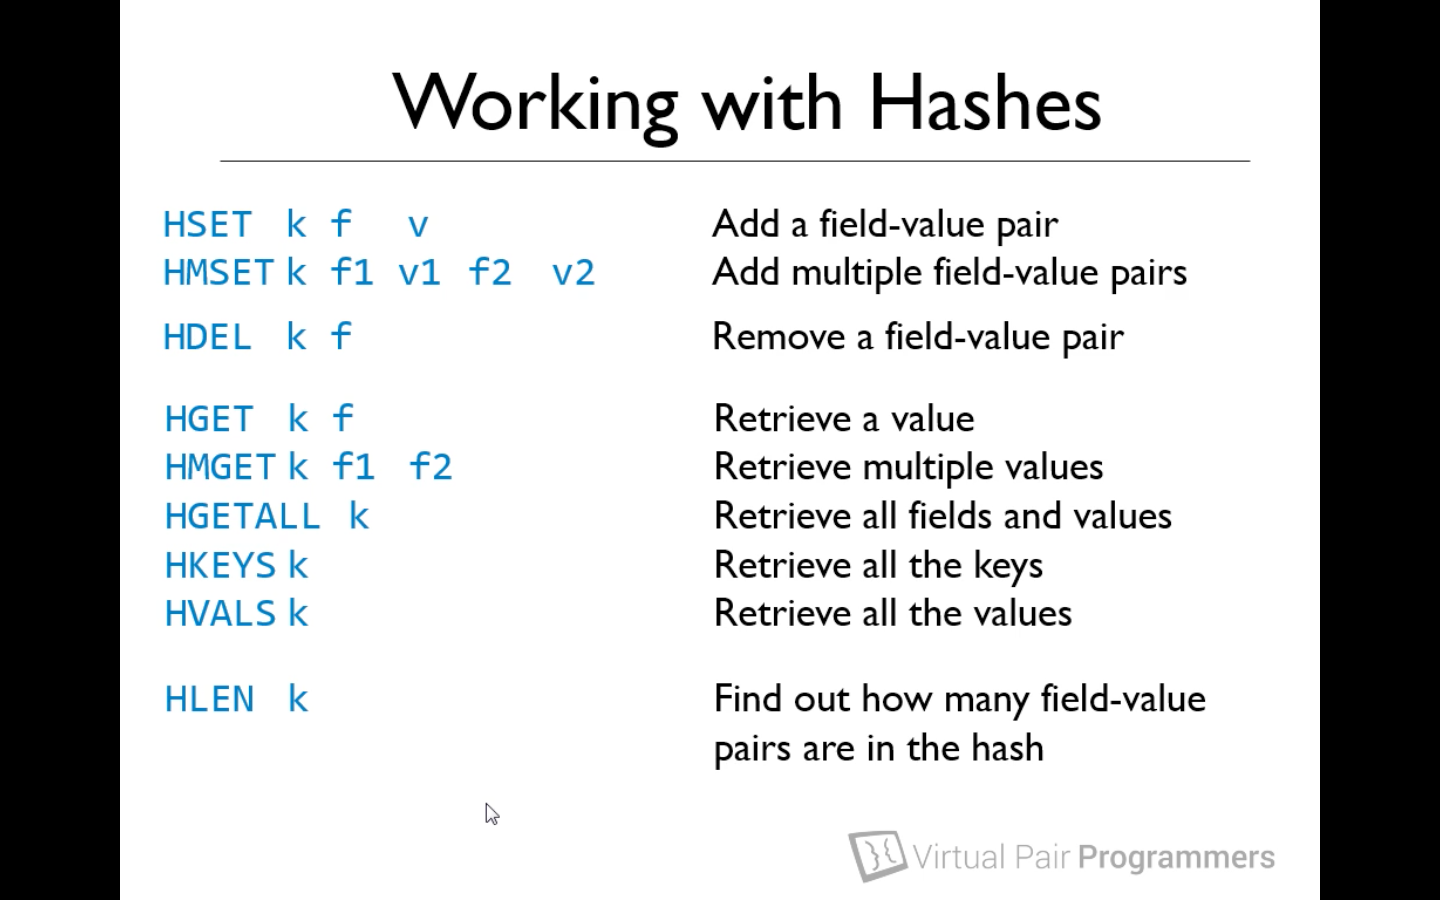 Working with Hashes
HSET k f v Add a field-value pair
HMSET k f1 v1 f2 v2 Add multiple field-value pairs
HDEL k f Remove a field-value pair
HGET k f Retrieve a value
HMGET k f1 f2 Retrieve multiple values
HGETALL k Retrieve all fields and values
HKEYS k Retrieve all the keys
HVALS k Retrieve all the values
HLEN k Find out how many field-value
pairs are in the hash
Virtual Pair Programmers